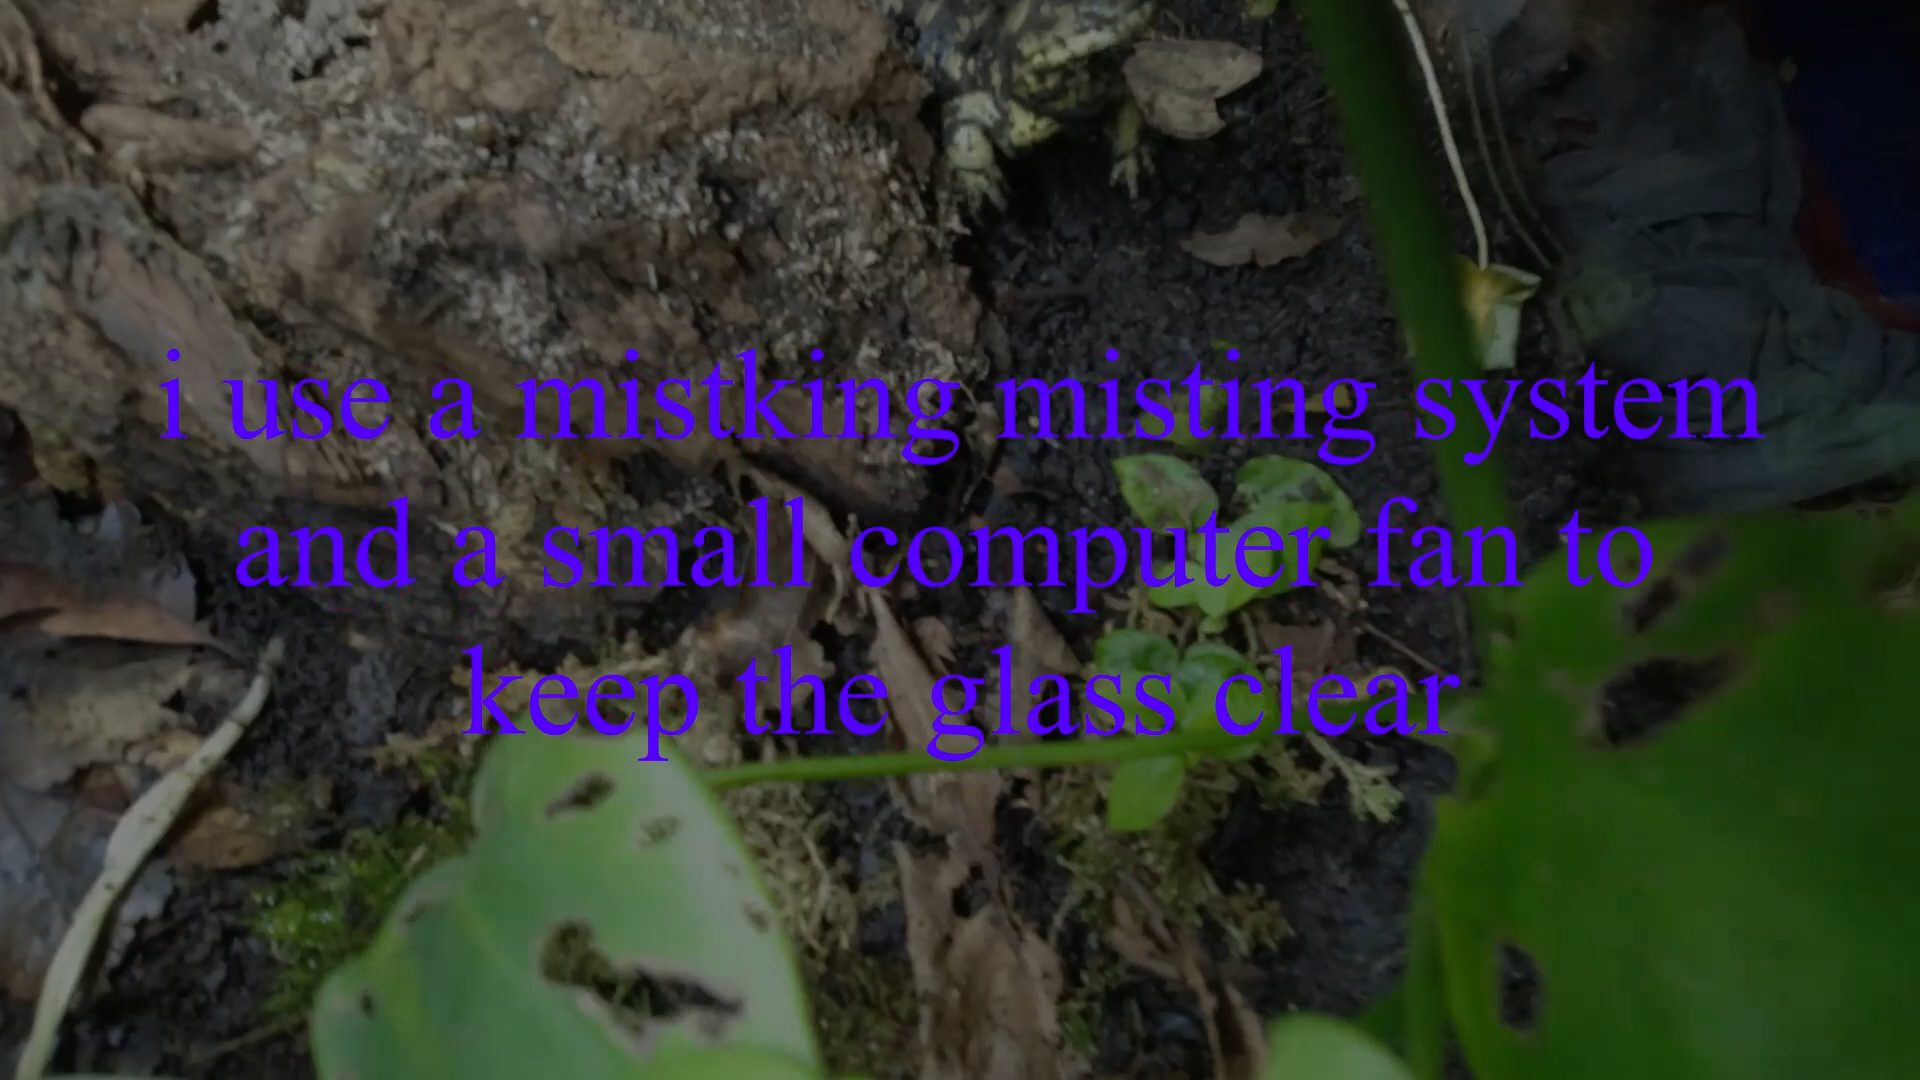 i use a mistking misting system
and a small computer fan to
keep the glass clear